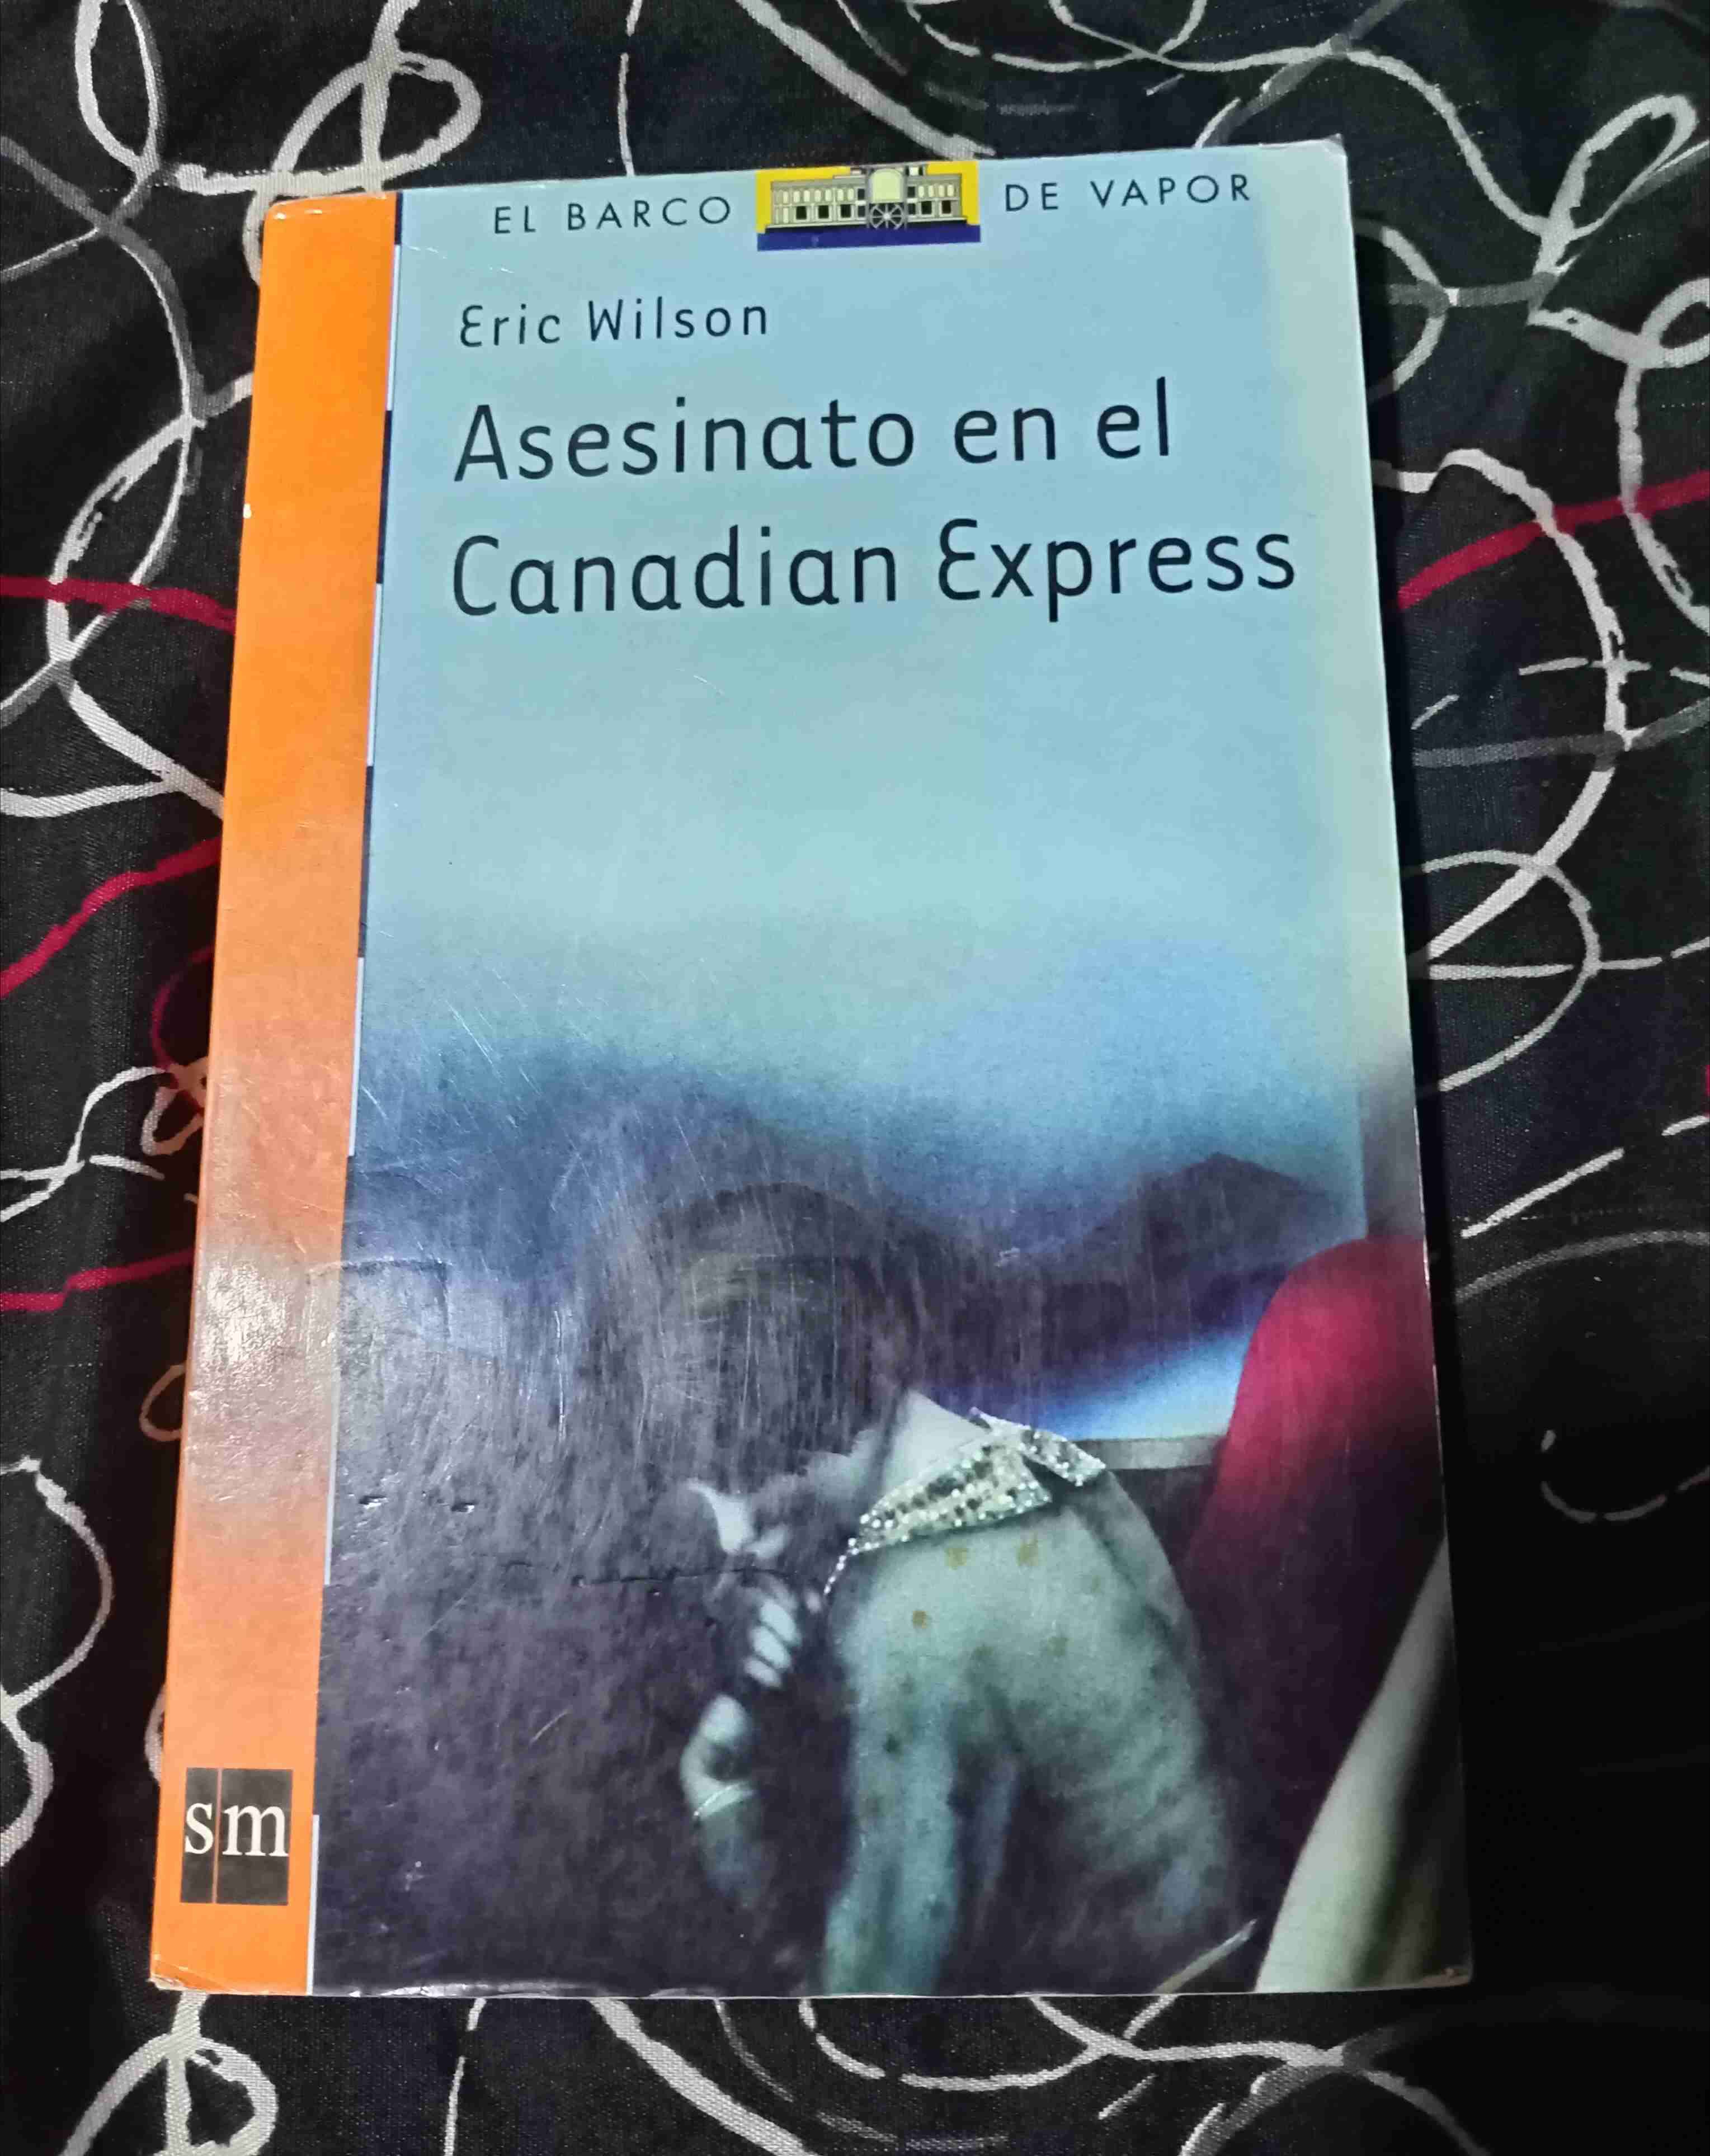 EL BARCO DE VAPOR
Eric Wilson
Asesinato en el
Canadian Express
sm